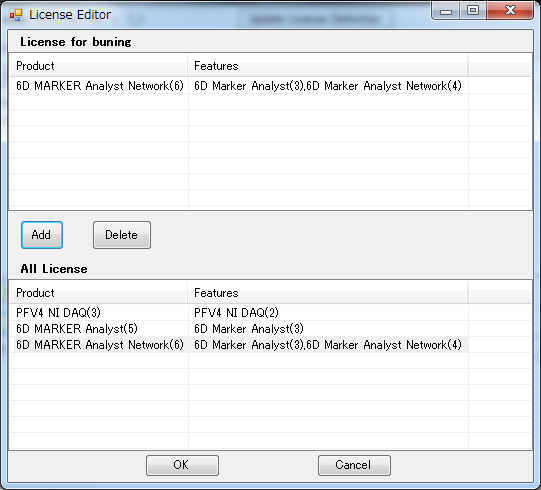 License Editor
Update License Definition
License for buning
Product Features
6D MARKER Analyst Network(6) 6D Marker Analyst(3),6D Marker Analyst Network(4)
Add Delete
All License
Product Features
PFV4 NI DAQ(3) PFV4 NI DAQ(2)
6D MARKER Analyst(5) 6D Marker Analyst(3)
6D MARKER Analyst Network(6) 6D Marker Analyst(3),6D Marker Analyst Network(4)
OK Cancel